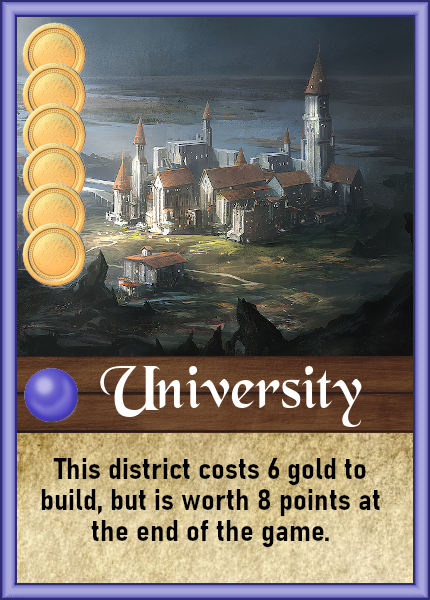 University
This district costs 6 gold to
build, but is worth 8 points at
the end of the game.